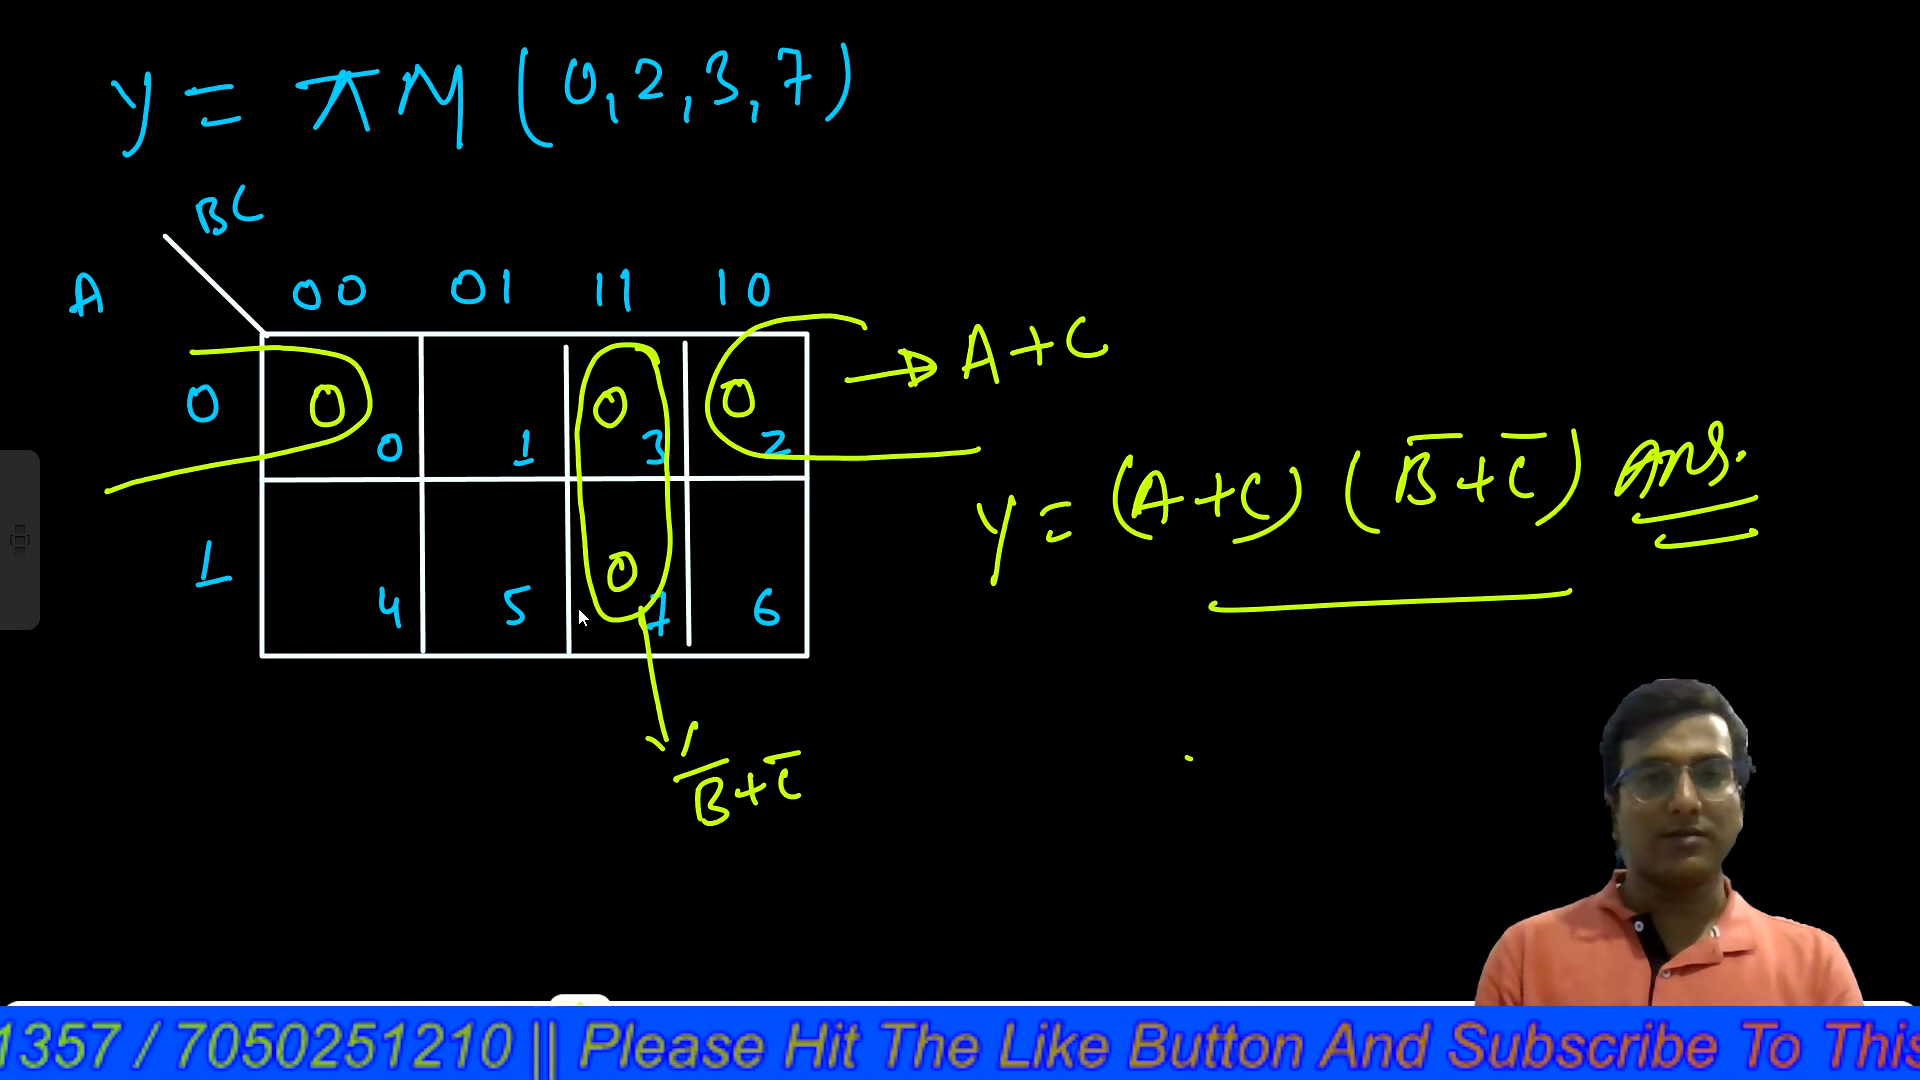 y = πM (0,2,3,7)
BC
A
00 01 11 10
0 0 0 0 → A+C
0 1 3 2
y = (A+C) (B̅+C̅) Ans.
1 0
4 5 7 6
B̅+C̅
1357 / 7050251210 || Please Hit The Like Button And Subscribe To This